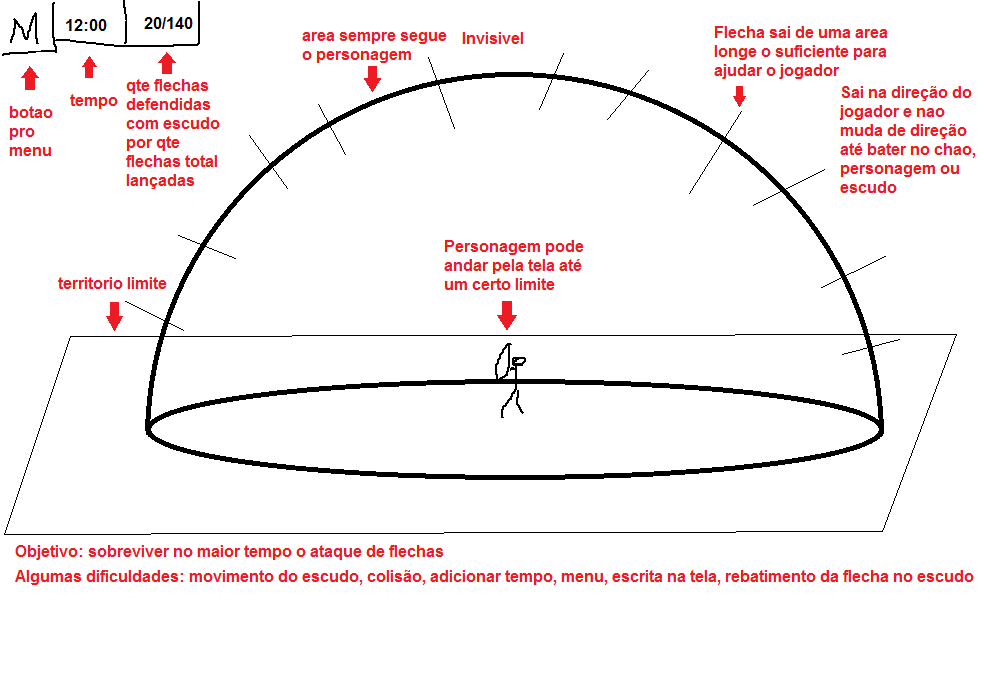 M
12:00
20/140
botao
pro
menu
tempo
qte flechas
defendidas
com escudo
por qte
flechas total
lançadas
area sempre segue
o personagem
Invisivel
Flecha sai de uma area
longe o suficiente para
ajudar o jogador
Sai na direção do
jogador e nao
muda de direção
até bater no chao,
personagem ou
escudo
territorio limite
Personagem pode
andar pela tela até
um certo limite
Objetivo: sobreviver no maior tempo o ataque de flechas
Algumas dificuldades: movimento do escudo, colisão, adicionar tempo, menu, escrita na tela, rebatimento da flecha no escudo